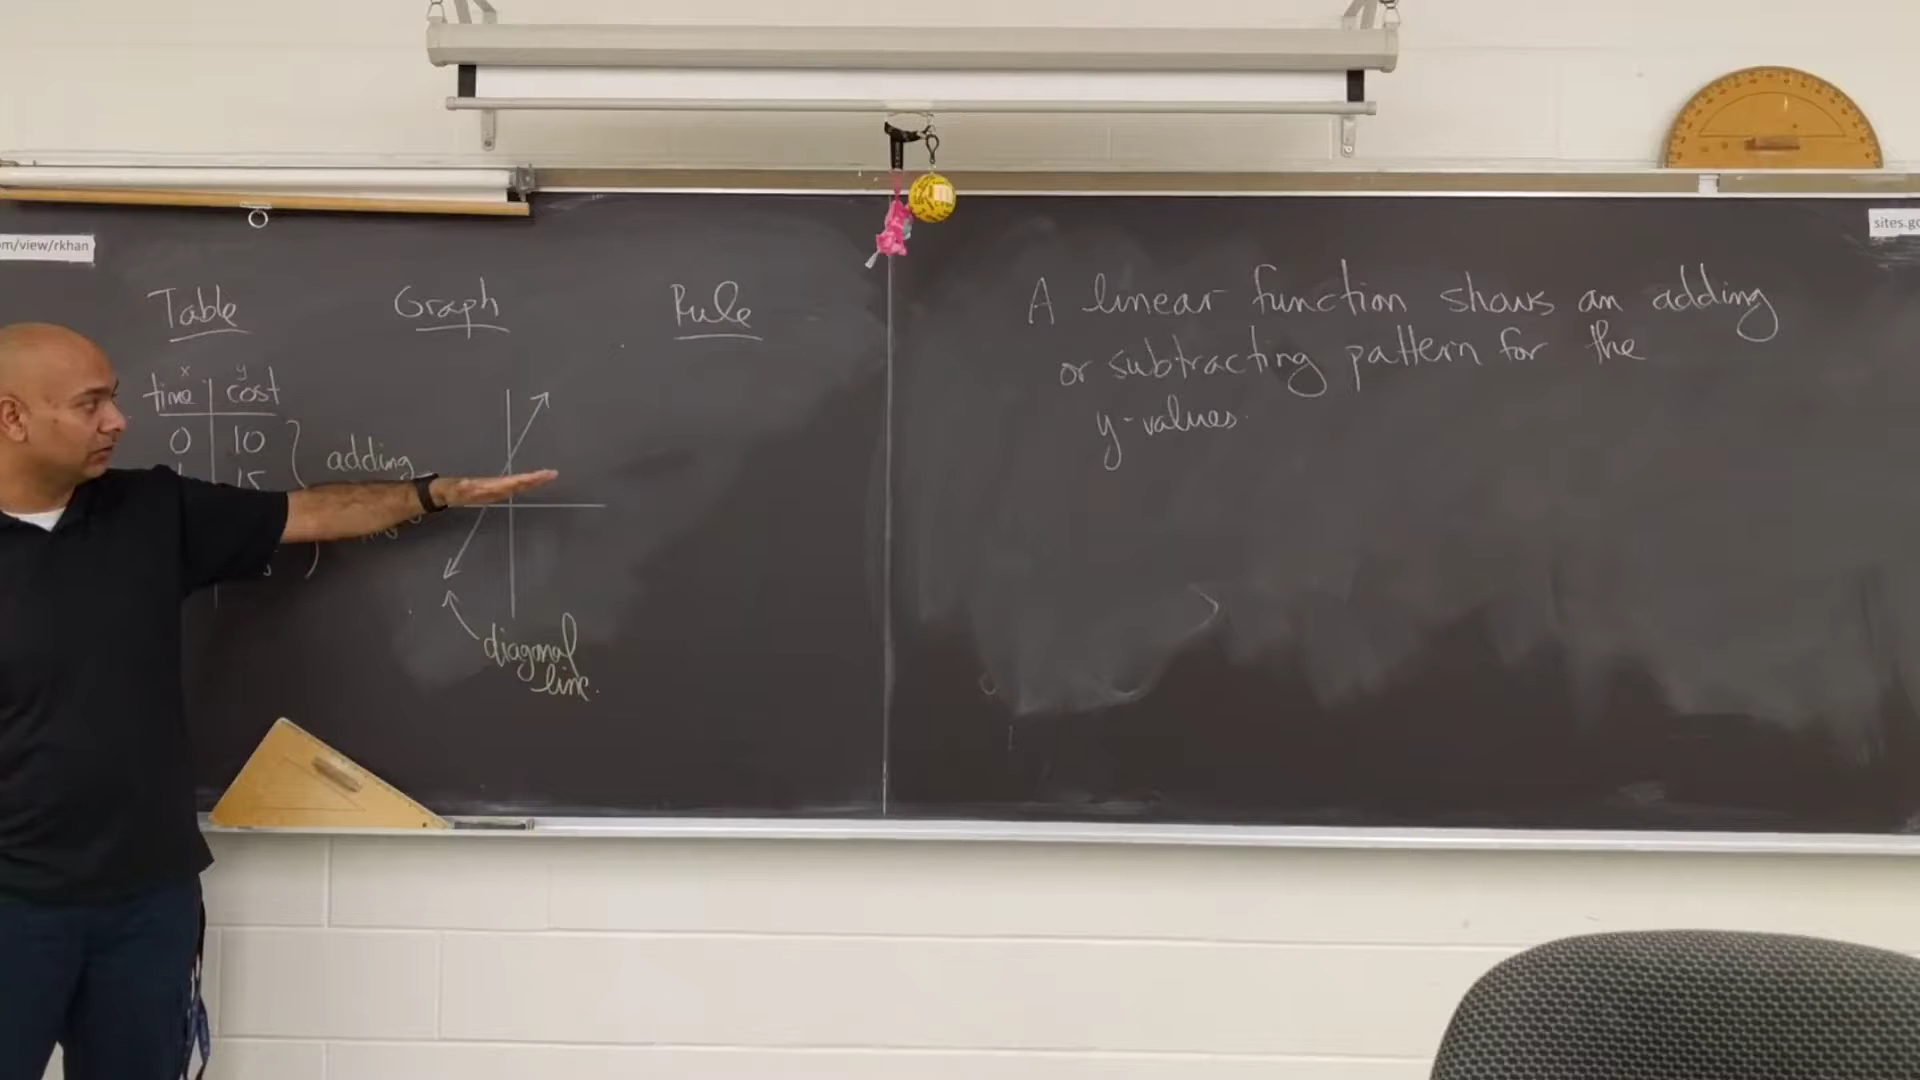 om/view/rkhan
sites.go
Table
Graph
Rule
x y
time cost
0 10
15
adding
diagonal
line.
A linear function shows an adding
or subtracting pattern for the
y-values.